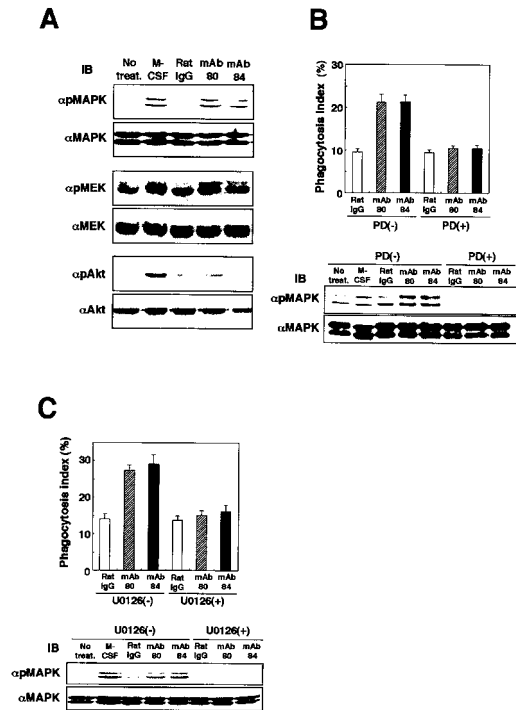 A
IB
No treat.
M-CSF
Rat IgG
mAb 80
mAb 84
αpMAPK
αMAPK
αpMEK
αMEK
αpAkt
αAkt
B
Phagocytosis Index (%)
30
20
10
0
Rat IgG
mAb 80
mAb 84
Rat IgG
mAb 80
mAb 84
PD(-)
PD(+)
PD(-)
PD(+)
IB
No treat.
M-CSF
Rat IgG
mAb 80
mAb 84
Rat IgG
mAb 80
mAb 84
αpMAPK
αMAPK
C
Phagocytosis index (%)
30
20
10
0
Rat IgG
mAb 80
mAb 84
Rat IgG
mAb 80
mAb 84
U0126(-)
U0126(+)
U0126(-)
U0126(+)
IB
No treat.
M-CSF
Rat IgG
mAb 80
mAb 84
Rat IgG
mAb 80
mAb 84
αpMAPK
αMAPK